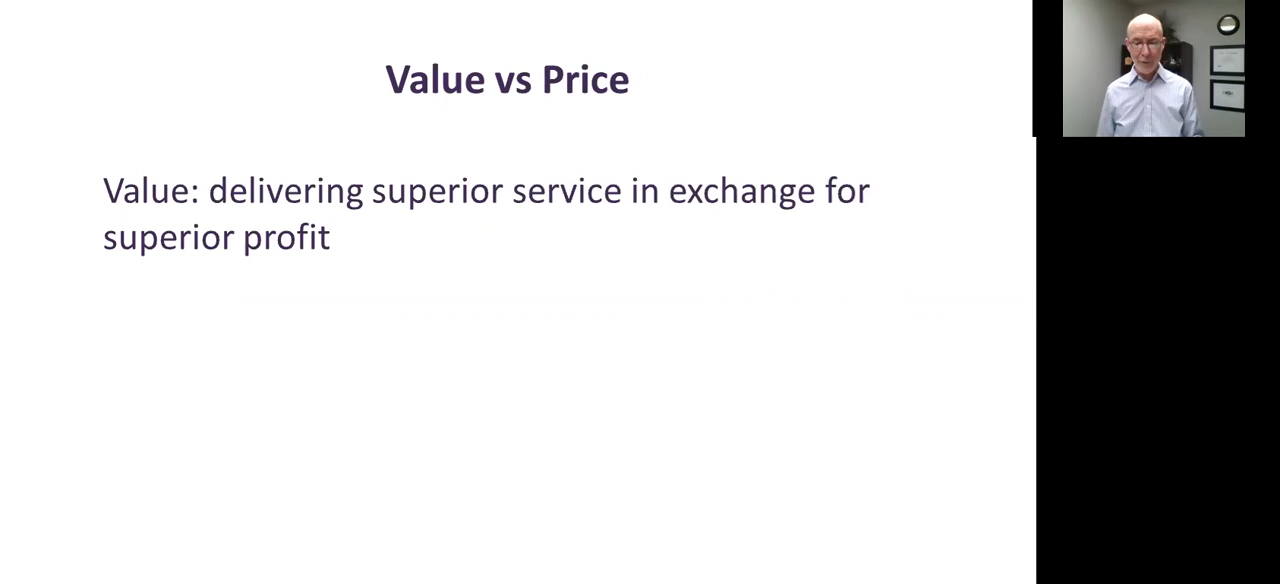 Value vs Price
Value: delivering superior service in exchange for
superior profit